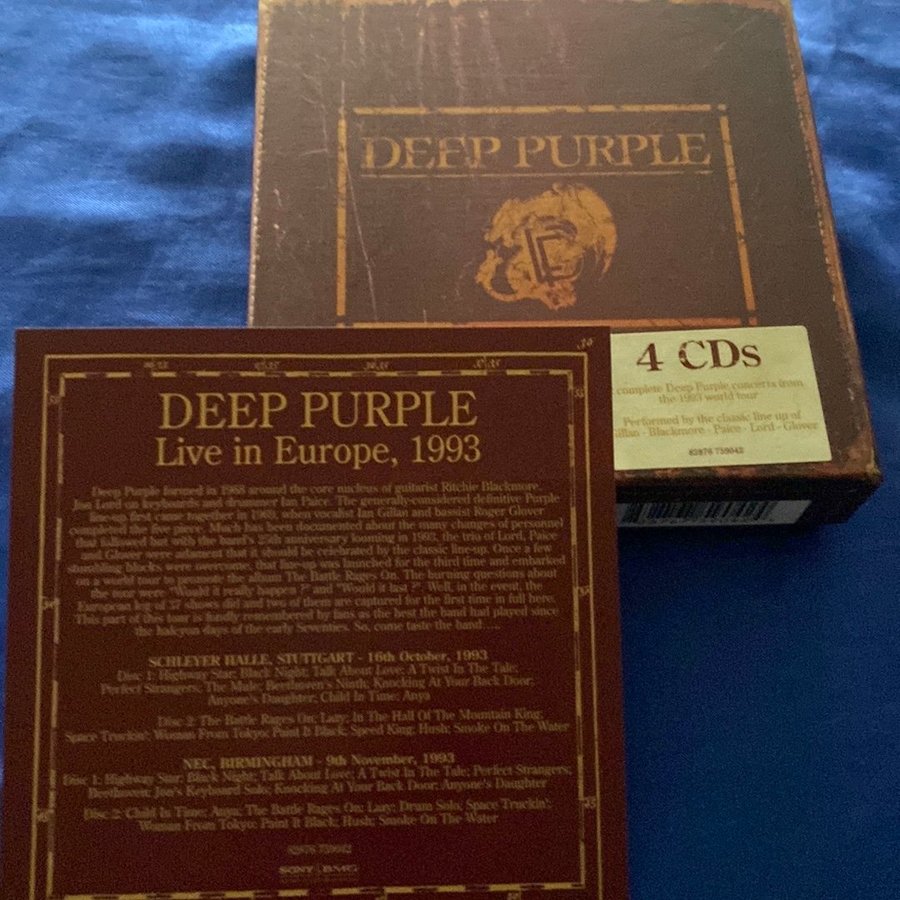 DEEP PURPLE
4 CDs
complete Deep Purple concerts from
the 1993 world tour
Performed by the classic line up of
Gillan - Blackmore - Paice - Lord - Glover
82876 759042
DEEP PURPLE
Live in Europe, 1993
Deep Purple formed in 1968 around the core nucleus of guitarist Ritchie Blackmore,
Jon Lord on keyboards and drummer Ian Paice. The generally-considered definitive Purple
line-up first came together in 1969, when vocalist Ian Gillan and bassist Roger Glover
completed the jigsaw puzzle. Much has been documented about the many changes of personnel
that followed but with the band's 25th anniversary looming in 1993, the trio of Lord, Paice
and Glover were adamant that it should be celebrated by the classic line-up. Once a few
stumbling blocks were overcome, that line-up was launched for the third time and embarked
on a world tour to promote the album The Battle Rages On. The burning questions about
the tour were "Would it really happen ?" and "Would it last ?". Well, in the event, the
European leg of 37 shows did and two of them are captured for the first time in full here.
This part of this tour is fondly remembered by fans as the best the band had played since
the halcyon days of the early Seventies. So, come taste the band....
SCHLEYER HALLE, STUTTGART - 16th October, 1993
Disc 1: Highway Star; Black Night; Talk About Love; A Twist In The Tale;
Perfect Strangers; The Mule; Beethoven's Ninth; Knocking At Your Back Door;
Anyone's Daughter; Child In Time; Anya
Disc 2: The Battle Rages On; Lazy; In The Hall Of The Mountain King;
Space Truckin'; Woman From Tokyo; Paint It Black; Speed King; Hush; Smoke On The Water
NEC, BIRMINGHAM - 9th November, 1993
Disc 1: Highway Star; Black Night; Talk About Love; A Twist In The Tale; Perfect Strangers;
Beethoven; Jon's Keyboard Solo; Knocking At Your Back Door; Anyone's Daughter
Disc 2: Child In Time; Anya; The Battle Rages On; Lazy; Drum Solo; Space Truckin';
Woman From Tokyo; Paint It Black; Hush; Smoke On The Water
82876 759042
SONY BMG